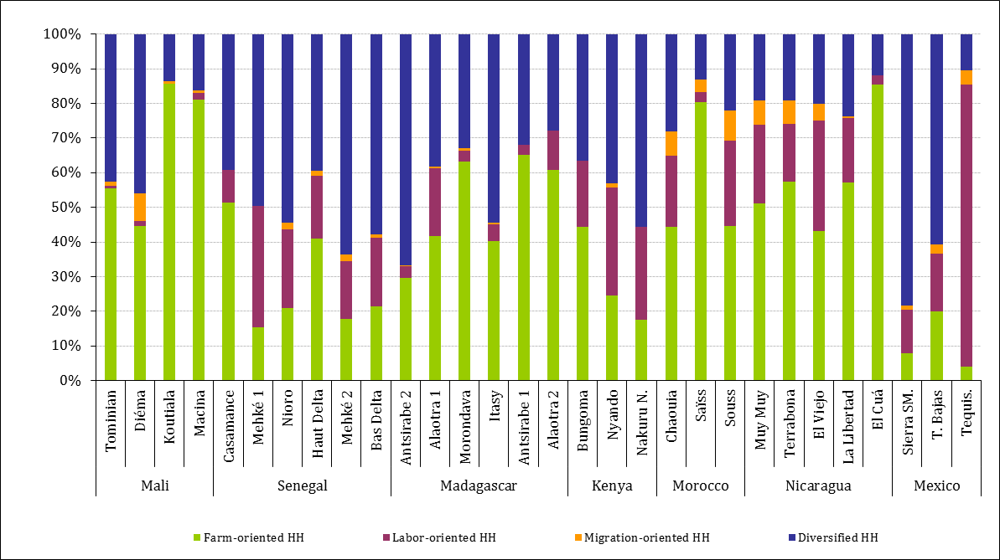 100%
90%
80%
70%
60%
50%
40%
30%
20%
10%
0%
Tominian
Diéma
Koutiala
Macina
Casamance
Mehké 1
Nioro
Haut Delta
Mehké 2
Bas Delta
Antsirabe 2
Alaotra 1
Morondava
Itasy
Antsirabe 1
Alaotra 2
Bungoma
Nyando
Nakuru N.
Chaouia
Saïss
Souss
Muy Muy
Terrabona
El Viejo
La Libertad
El Cuá
Sierra SM.
T. Bajas
Tequis.
Mali Senegal Madagascar Kenya Morocco Nicaragua Mexico
Farm-oriented HH Labor-oriented HH Migration-oriented HH Diversified HH